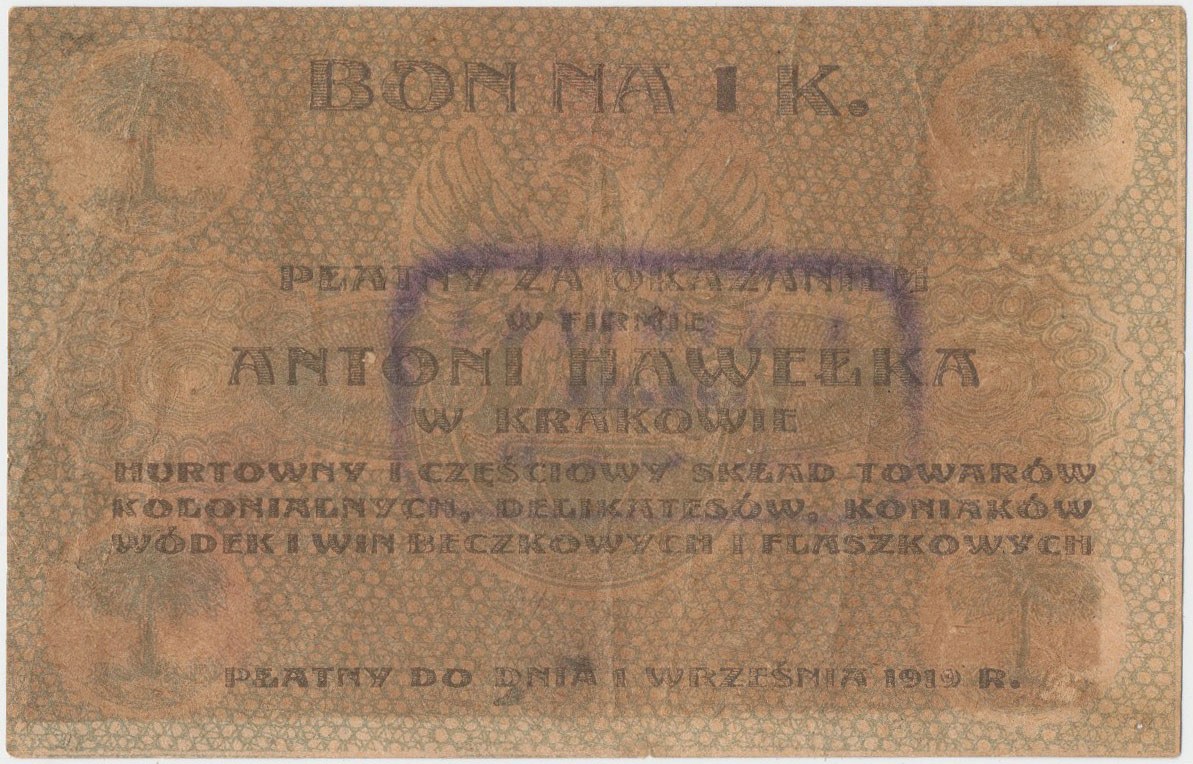 BON NA 1 K.
PŁATNY ZA OKAZANIEM
W FIRMIE
ANTONI HAWEŁKA
W KRAKOWIE
HURTOWNY I CZĘŚCIOWY SKŁAD TOWARÓW
KOLONIALNYCH, DELIKATESÓW, KONIAKÓW
WÓDEK I WIN BECZKOWYCH I FLASZKOWYCH
PŁATNY DO DNIA 1 WRZEŚNIA 1919 R.